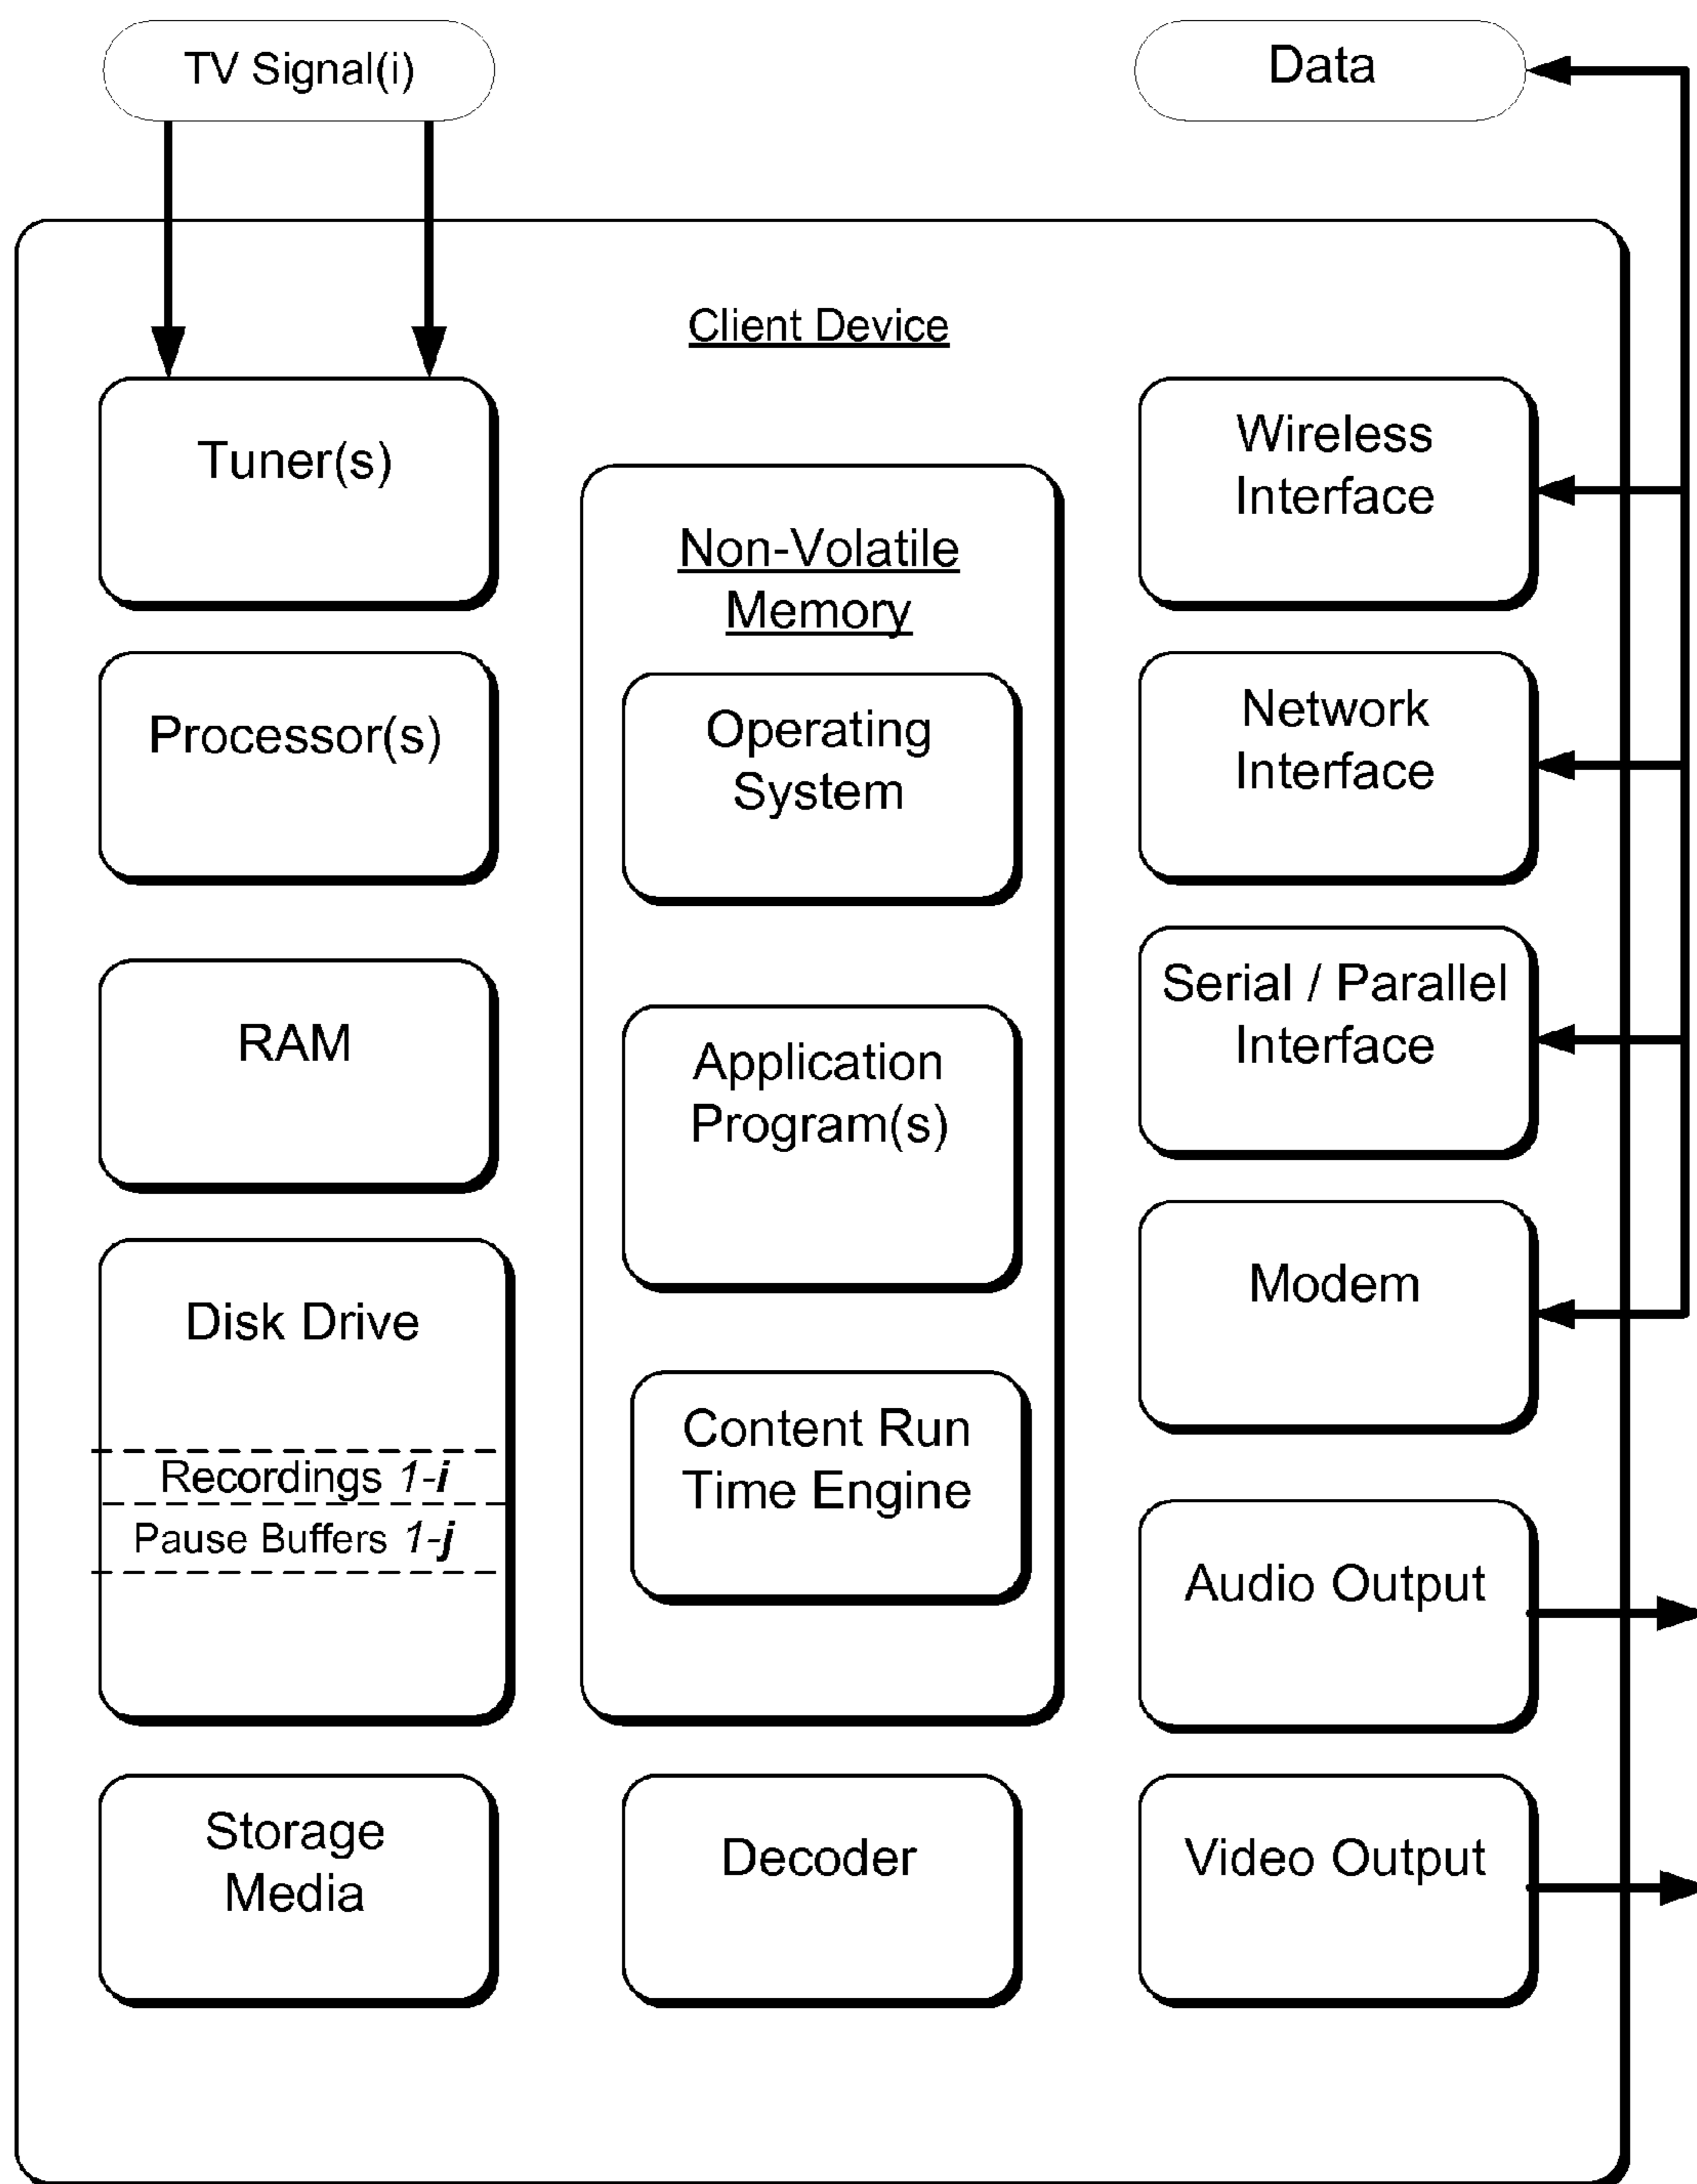 TV Signal(i)
Data
Client Device
Tuner(s)
Processor(s)
RAM
Disk Drive
Recordings 1-i
Pause Buffers 1-j
Storage
Media
Non-Volatile
Memory
Operating
System
Application
Program(s)
Content Run
Time Engine
Decoder
Wireless
Interface
Network
Interface
Serial / Parallel
Interface
Modem
Audio Output
Video Output